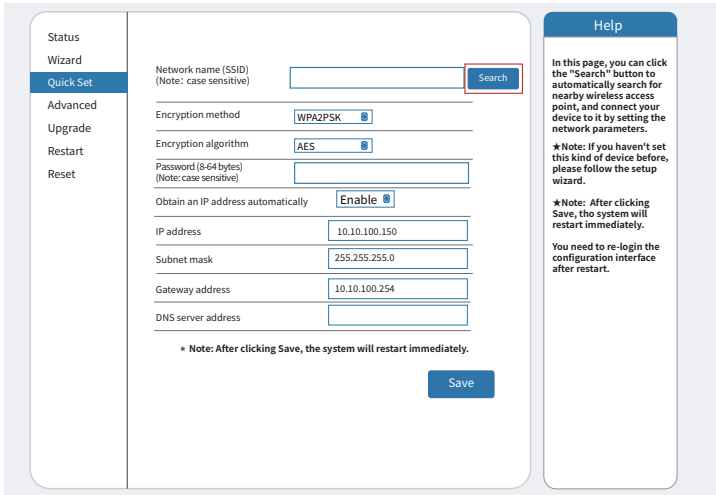 Status
Wizard
Quick Set
Advanced
Upgrade
Restart
Reset
Network name (SSID)
(Note: case sensitive)
Search
Encryption method
WPA2PSK
Encryption algorithm
AES
Password (8-64 bytes)
(Note: case sensitive)
Obtain an IP address automatically
Enable
IP address
10.10.100.150
Subnet mask
255.255.255.0
Gateway address
10.10.100.254
DNS server address
★ Note: After clicking Save, the system will restart immediately.
Save
Help
In this page, you can click
the "Search" button to
automatically search for
nearby wireless access
point, and connect your
device to it by setting the
network parameters.
★Note: If you haven't set
this kind of device before,
please follow the setup
wizard.
★Note: After clicking
Save, tho system will
restart immediately.
You need to re-login the
configuration interface
after restart.